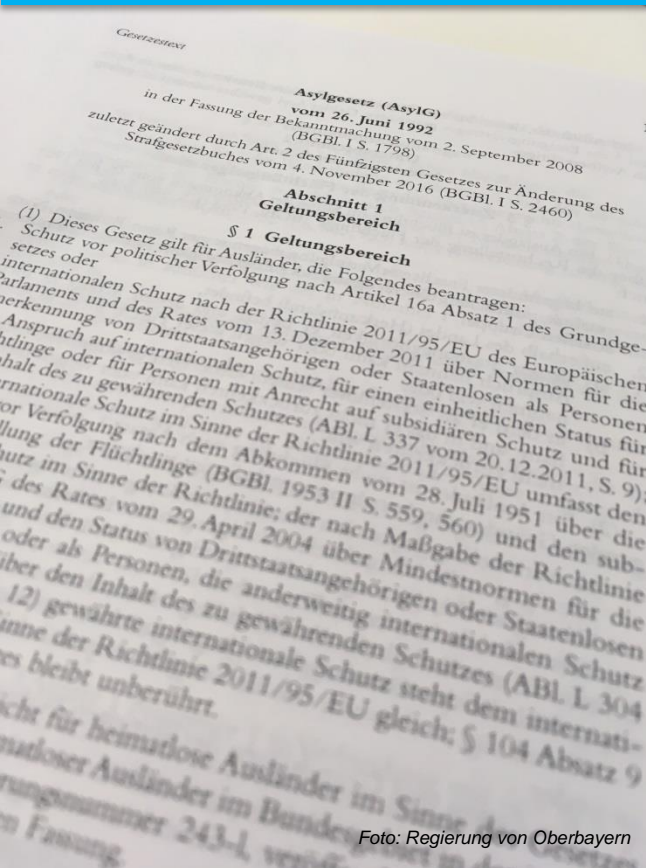 Gesetzestext
Asylgesetz (AsylG)
vom 26. Juni 1992
in der Fassung der Bekanntmachung vom 2. September 2008
(BGBl. I S. 1798)
zuletzt geändert durch Art. 2 des Fünfzigsten Gesetzes zur Änderung des
Strafgesetzbuches vom 4. November 2016 (BGBl. I S. 2460)
Abschnitt 1
Geltungsbereich
§ 1 Geltungsbereich
(1) Dieses Gesetz gilt für Ausländer, die Folgendes beantragen:
Schutz vor politischer Verfolgung nach Artikel 16a Absatz 1 des Grundge-
setzes oder
internationalen Schutz nach der Richtlinie 2011/95/EU des Europäischen
Parlaments und des Rates vom 13. Dezember 2011 über Normen für die
nerkennung von Drittstaatsangehörigen oder Staatenlosen als Personen
Anspruch auf internationalen Schutz, für einen einheitlichen Status für
htlinge oder für Personen mit Anrecht auf subsidiären Schutz und für
nhalt des zu gewährenden Schutzes (ABl. L 337 vom 20.12.2011, S. 9);
rnationale Schutz im Sinne der Richtlinie 2011/95/EU umfasst den
or Verfolgung nach dem Abkommen vom 28. Juli 1951 über die
llung der Flüchtlinge (BGBl. 1953 II S. 559, 560) und den sub-
hutz im Sinne der Richtlinie; der nach Maßgabe der Richtlinie
des Rates vom 29. April 2004 über Mindestnormen für die
und den Status von Drittstaatsangehörigen oder Staatenlosen
oder als Personen, die anderweitig internationalen Schutz
über den Inhalt des zu gewährenden Schutzes (ABl. L 304
12) gewährte internationale Schutz steht dem internati-
inne der Richtlinie 2011/95/EU gleich; § 104 Absatz 9
es bleibt unberührt.
icht für heimatlose Ausländer im Sinne
matloser Ausländer im Bundes
rungsnummer 243-1,
n Fassung.
Foto: Regierung von Oberbayern